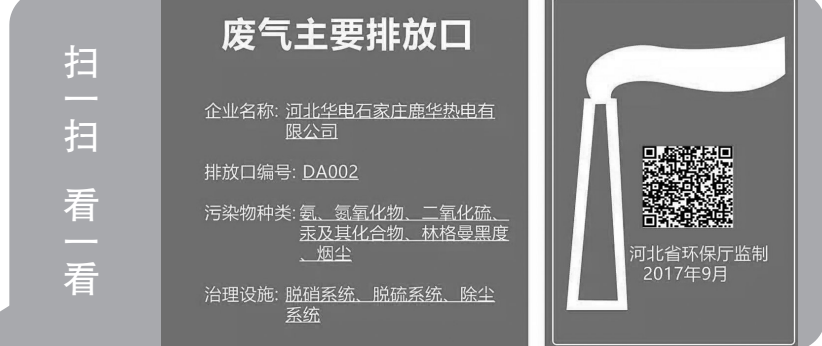 扫一扫 看一看
废气主要排放口
企业名称: 河北华电石家庄鹿华热电有
限公司
排放口编号: DA002
污染物种类: 氨、氮氧化物、二氧化硫、
汞及其化合物、林格曼黑度
、烟尘
治理设施: 脱硝系统、脱硫系统、除尘
系统
河北省环保厅监制
2017年9月